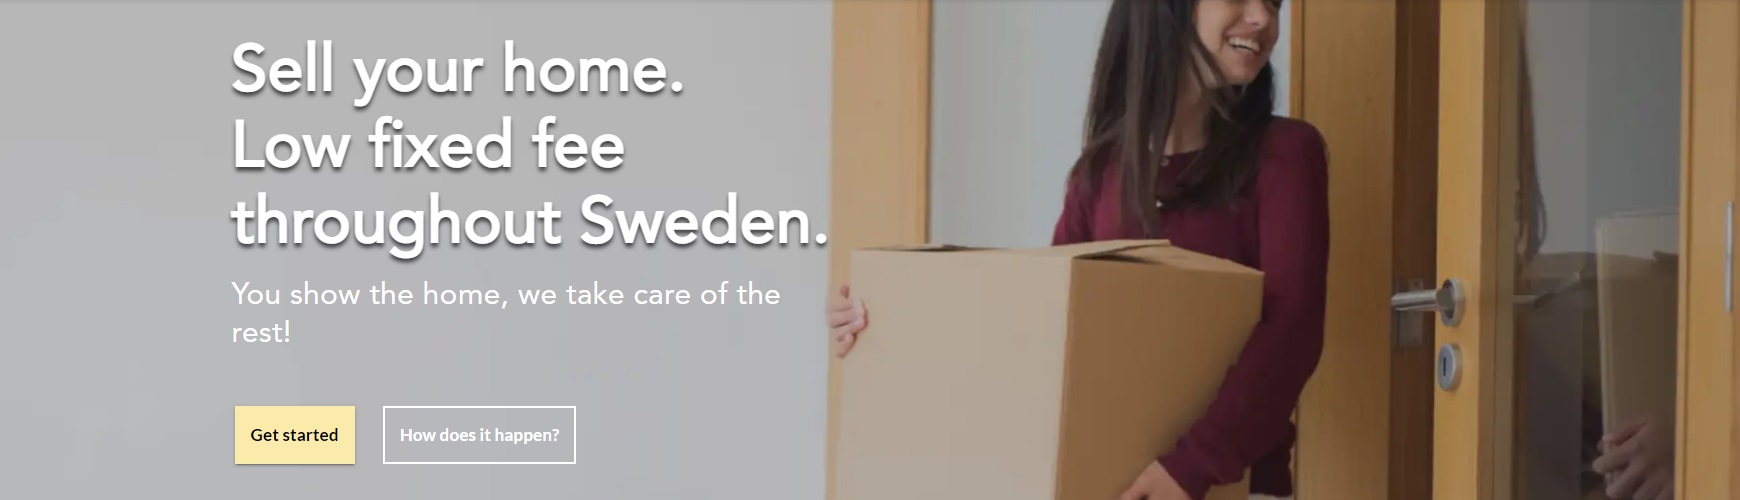 Sell your home.
Low fixed fee
throughout Sweden.
You show the home, we take care of the
rest!
Get started
How does it happen?